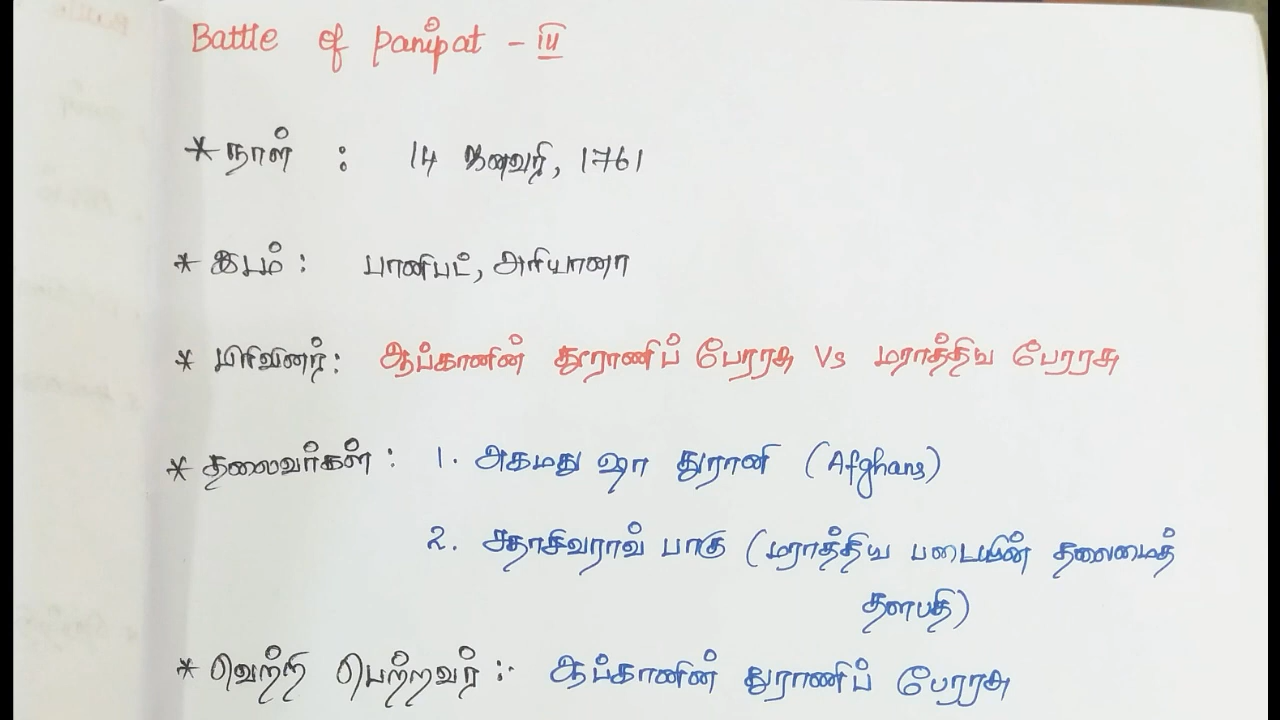 Battle of Panipat - III
* நாள் : 14 ஜனவரி, 1761
* இடம் : பானிபட், அரியானா
* பிரிவினர் : ஆப்கானின் துராணிப் பேரரசு Vs மராத்திய பேரரசு
* தலைவர்கள் : 1. அகமது ஷா துரானி (Afghans)
2. சதாசிவராவ் பாகு (மராத்திய படையின் தலைமைத்
தளபதி)
* வெற்றி பெற்றவர் :- ஆப்கானின் துராணிப் பேரரசு